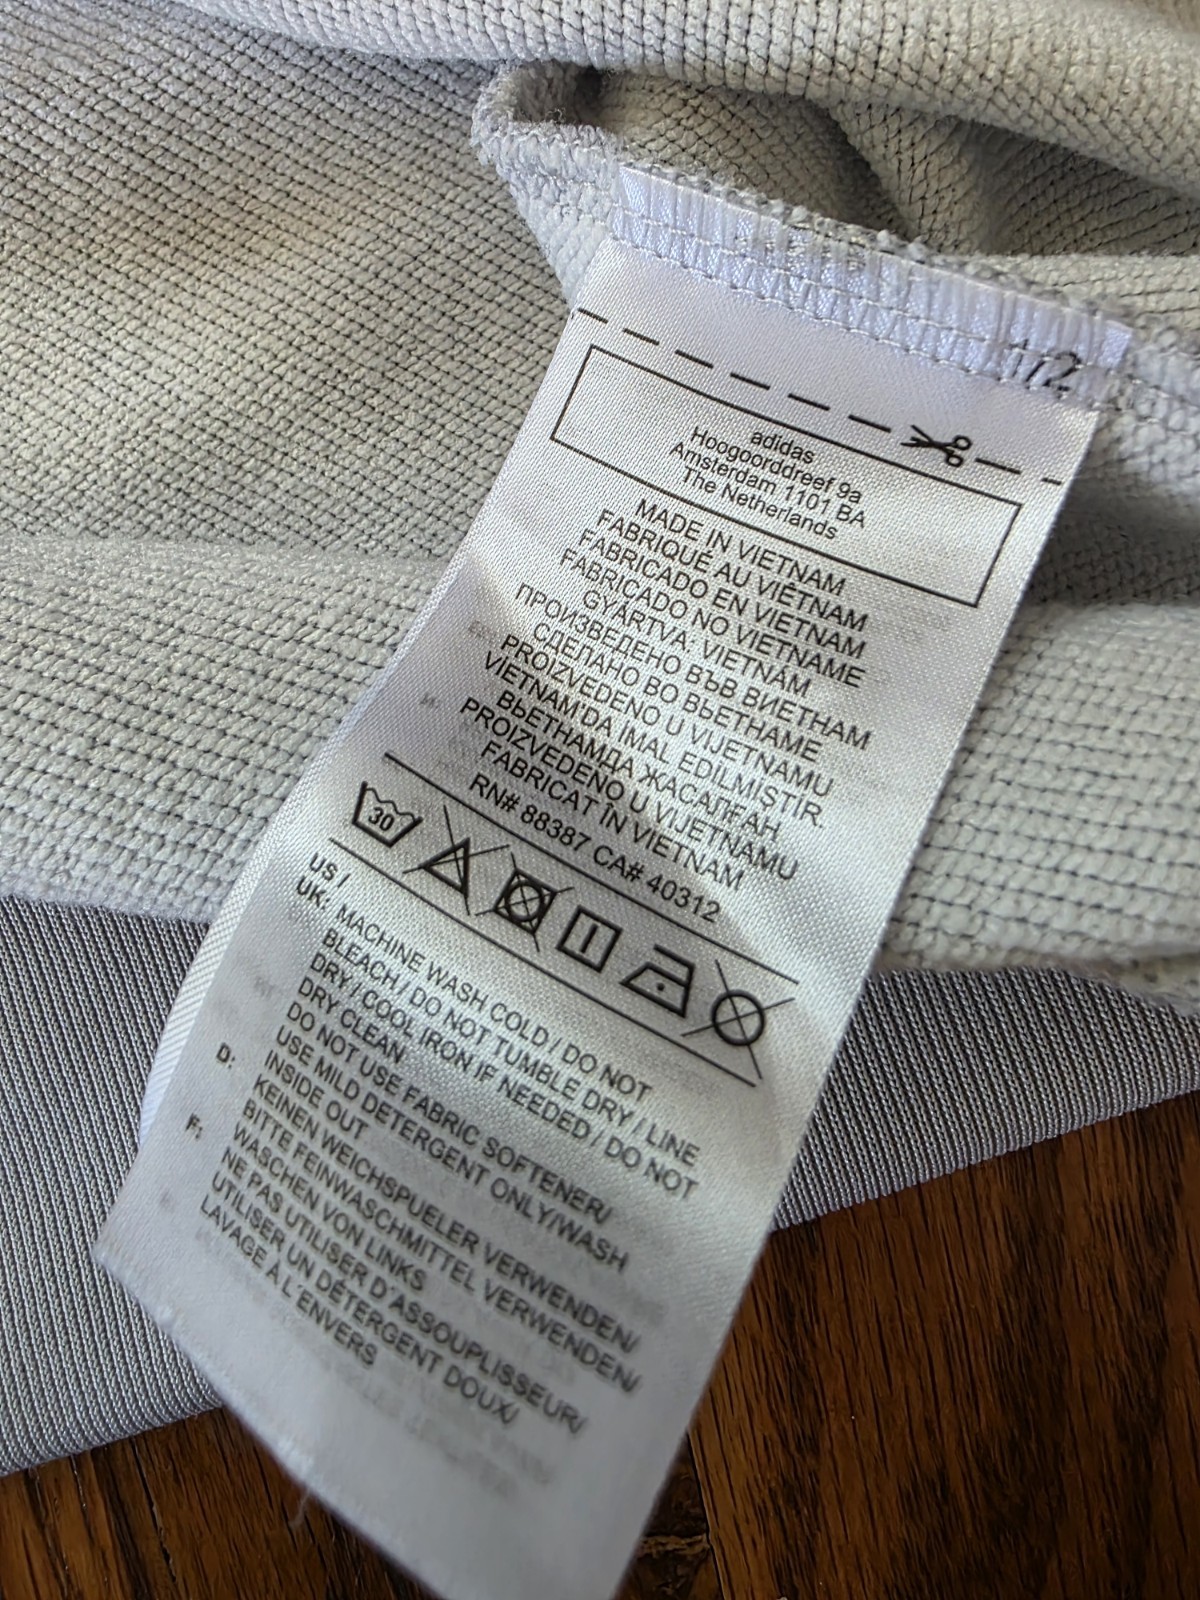 adidas
Hoogoorddreef 9a
Amsterdam 1101 BA
The Netherlands
MADE IN VIETNAM
FABRIQUÉ AU VIÊTNAM
FABRICADO EN VIETNAM
FABRICADO NO VIETNAME
GYÁRTVA: VIETNÁM
ПРОИЗВЕДЕНО ВЪВ ВИЕТНАМ
СДЕЛАНО ВО ВЬЕТНАМЕ
PROIZVEDENO U VIJETNAMU
VIETNAM'DA İMAL EDİLMİŞTİR.
ВЬЕТНАМДА ЖАСАЛҒАН
PROIZVEDENO U VIJETNAMU
FABRICAT ÎN VIETNAM
RN# 88387 CA# 40312
30
US /
UK: MACHINE WASH COLD / DO NOT
BLEACH / DO NOT TUMBLE DRY / LINE
DRY / COOL IRON IF NEEDED / DO NOT
DRY CLEAN
DO NOT USE FABRIC SOFTENER/
USE MILD DETERGENT ONLY/WASH
INSIDE OUT
D: KEINEN WEICHSPUELER VERWENDEN/
BITTE FEINWASCHMITTEL VERWENDEN/
WASCHEN VON LINKS
F: NE PAS UTILISER D'ASSOUPLISSEUR/
UTILISER UN DÉTERGENT DOUX/
LAVAGE À L'ENVERS